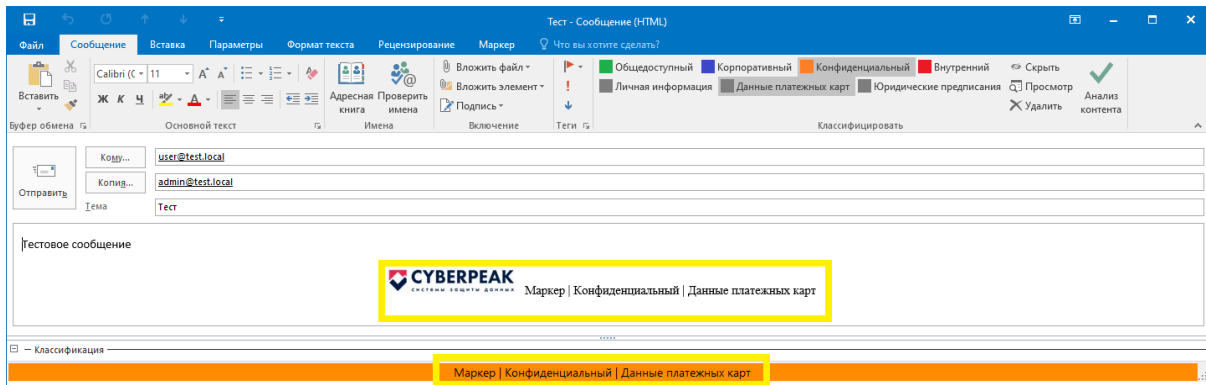 Тест - Сообщение (HTML)
Файл Сообщение Вставка Параметры Формат текста Рецензирование Маркер Что вы хотите сделать?
Вставить
Calibri (С 11
Ж К Ч
Адресная книга
Проверить имена
Вложить файл
Вложить элемент
Подпись
Общедоступный Корпоративный Конфиденциальный Внутренний
Личная информация Данные платежных карт Юридические предписания
Скрыть
Просмотр
Удалить
Анализ контента
Буфер обмена Основной текст Имена Включение Теги Классифицировать
Отправить
Кому... user@test.local
Копия... admin@test.local
Тема Тест
Тестовое сообщение
CYBERPEAK
системы защиты данных
Маркер | Конфиденциальный | Данные платежных карт
Классификация
Маркер | Конфиденциальный | Данные платежных карт